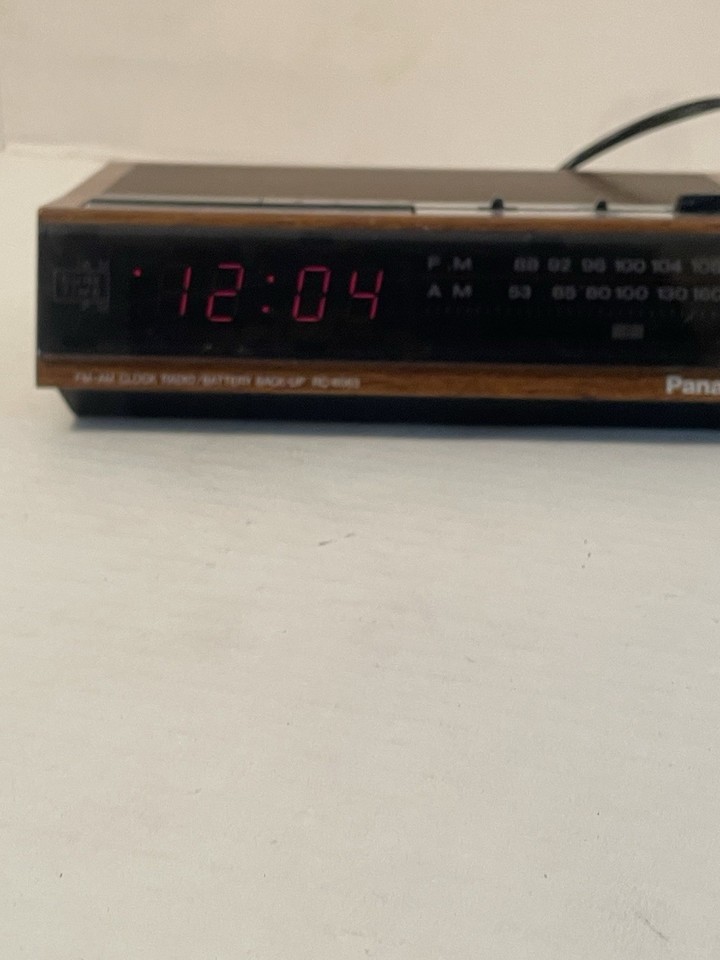 12:04
FM 88 92 96 100 104 108
AM 53 65 80 100 130 160
FM-AM CLOCK RADIO/BATTERY BACK-UP
Pana